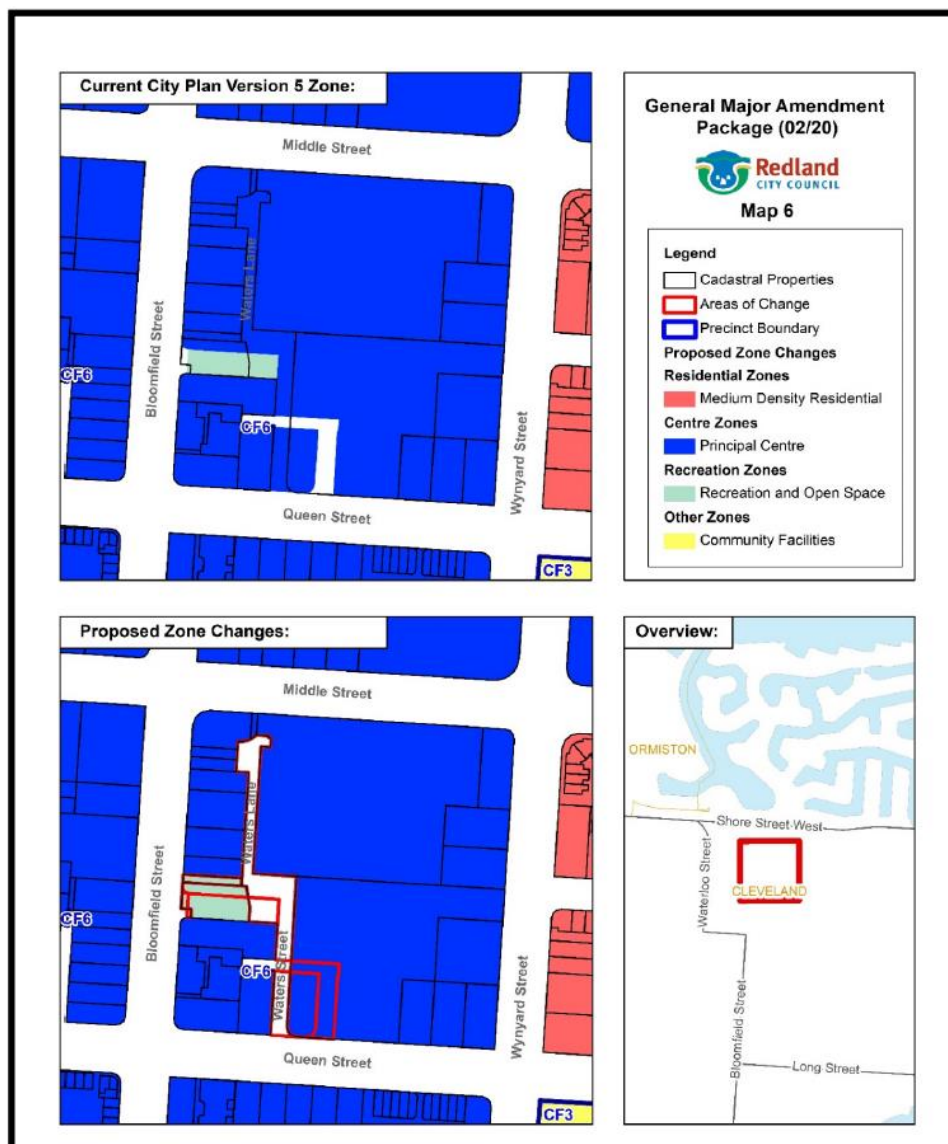 Current City Plan Version 5 Zone:
Middle Street
Waters Lane
Bloomfield Street
CF6
CF6
Wynyard Street
Queen Street
CF3
General Major Amendment
Package (02/20)
Redland
CITY COUNCIL
Map 6
Legend
Cadastral Properties
Areas of Change
Precinct Boundary
Proposed Zone Changes
Residential Zones
Medium Density Residential
Centre Zones
Principal Centre
Recreation Zones
Recreation and Open Space
Other Zones
Community Facilities
Proposed Zone Changes:
Middle Street
Waters Lane
Bloomfield Street
CF6
CF6
Waters Street
Wynyard Street
Queen Street
CF3
Overview:
ORMISTON
Shore Street West
Waterloo Street
CLEVELAND
Bloomfield Street
Long Street